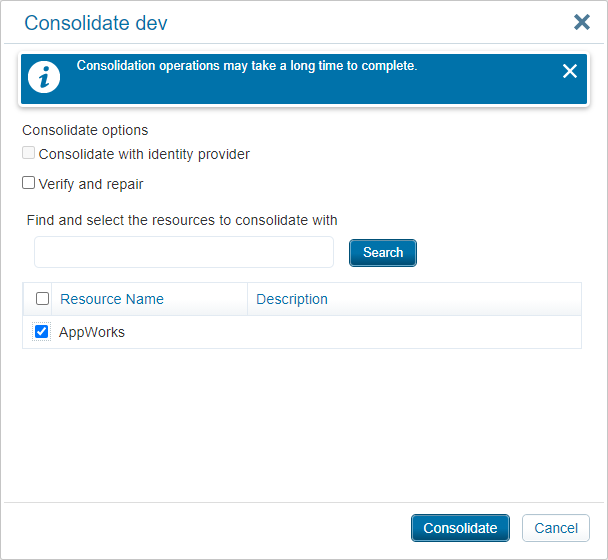 Consolidate dev
Consolidation operations may take a long time to complete.
Consolidate options
Consolidate with identity provider
Verify and repair
Find and select the resources to consolidate with
Search
Resource Name Description
AppWorks
Consolidate Cancel